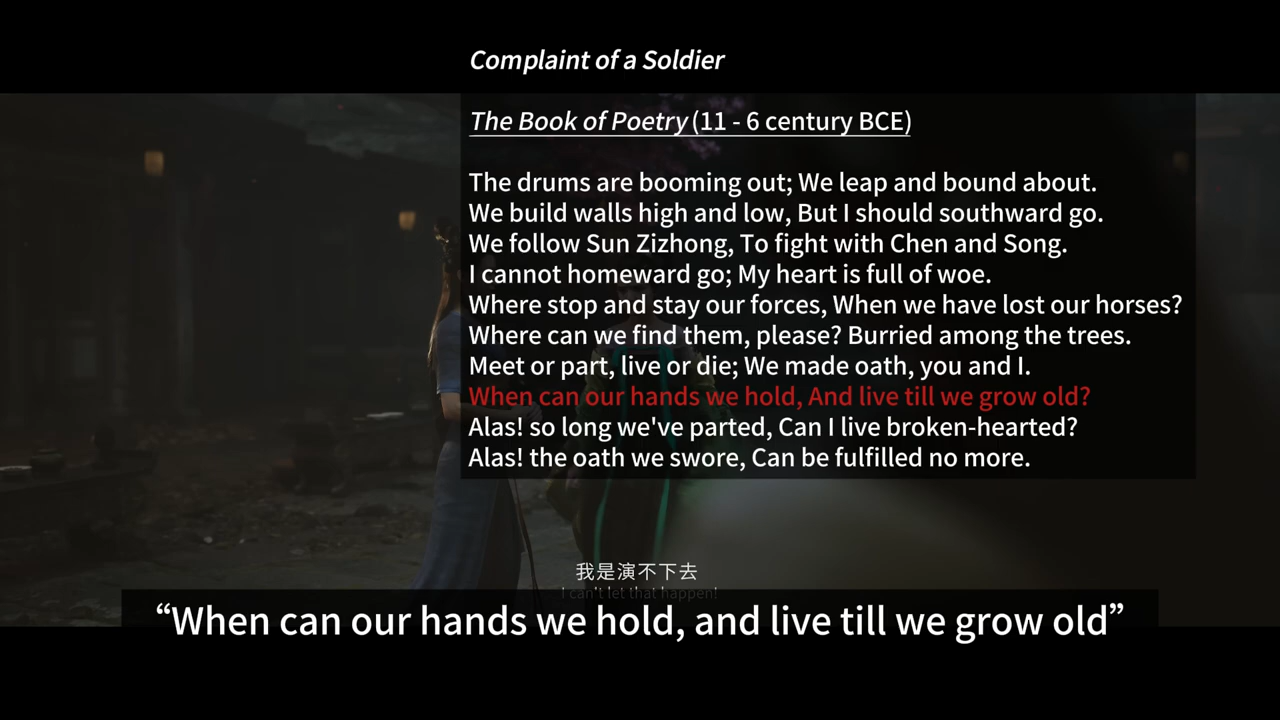 Complaint of a Soldier
The Book of Poetry (11 - 6 century BCE)
The drums are booming out; We leap and bound about.
We build walls high and low, But I should southward go.
We follow Sun Zizhong, To fight with Chen and Song.
I cannot homeward go; My heart is full of woe.
Where stop and stay our forces, When we have lost our horses?
Where can we find them, please? Burried among the trees.
Meet or part, live or die; We made oath, you and I.
When can our hands we hold, And live till we grow old?
Alas! so long we've parted, Can I live broken-hearted?
Alas! the oath we swore, Can be fulfilled no more.
我是演不下去
I can't let that happen!
“When can our hands we hold, and live till we grow old”